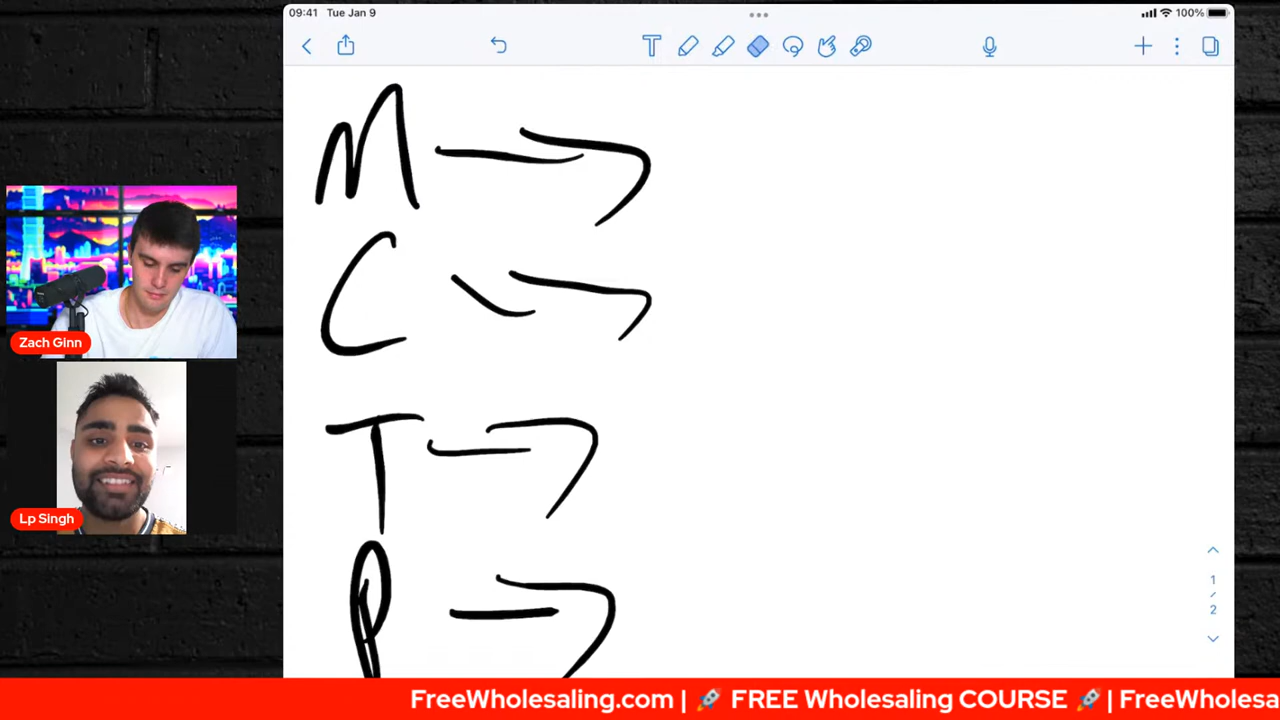 09:41 Tue Jan 9
100%
T
M →
C →
T →
P →
Zach Ginn
Lp Singh
1
/
2
FreeWholesaling.com | 🚀 FREE Wholesaling COURSE 🚀 | FreeWholesa